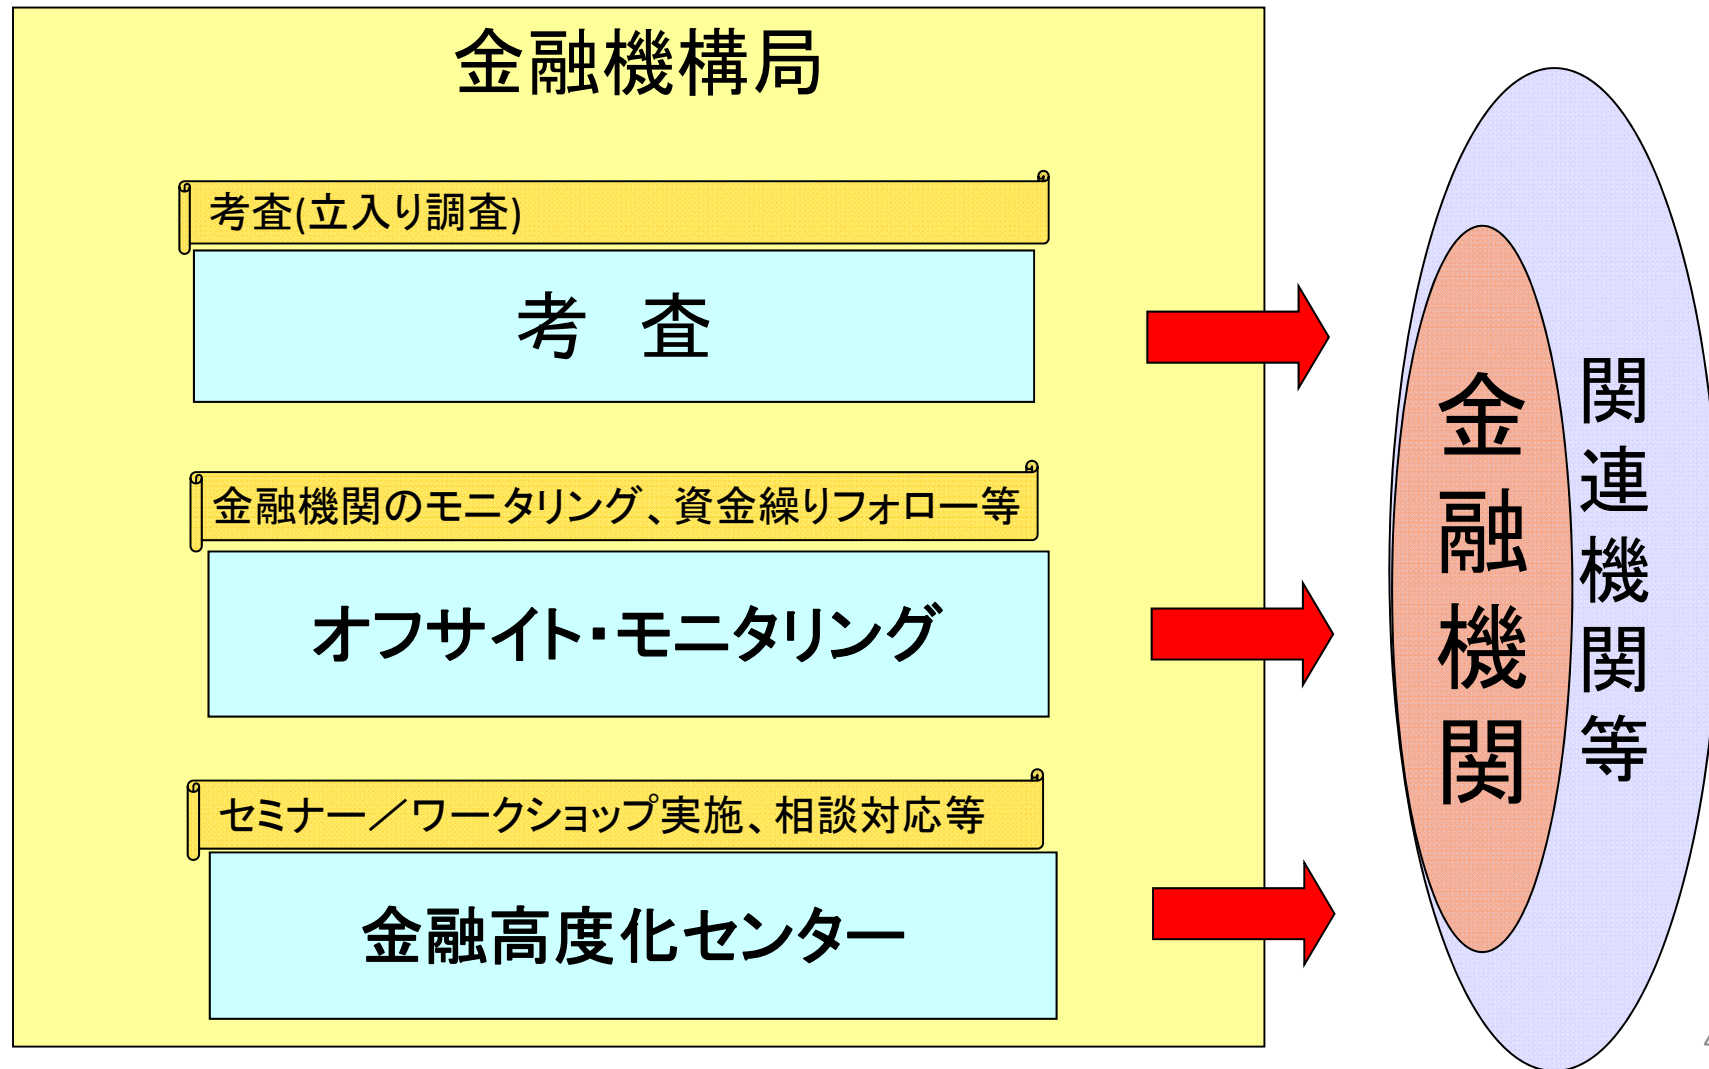 金融機構局
考査(立入り調査)
考　査
金融機関のモニタリング、資金繰りフォロー等
オフサイト・モニタリング
セミナー／ワークショップ実施、相談対応等
金融高度化センター
金融機関
関連機関等